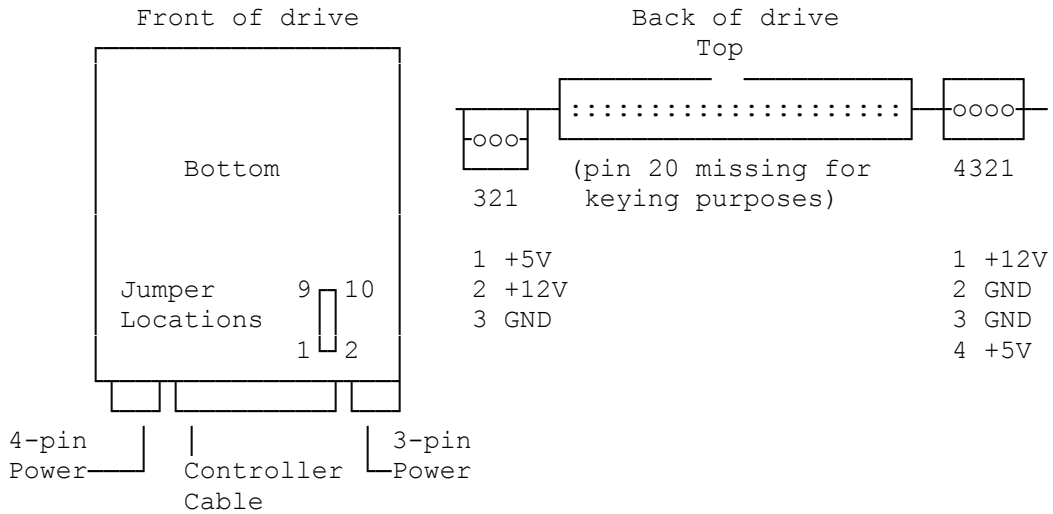 Front of drive
Back of drive
Top
Bottom
(pin 20 missing for
keying purposes)
321
4321
1 +5V
2 +12V
3 GND
1 +12V
2 GND
3 GND
4 +5V
Jumper
Locations
9
10
1
2
4-pin
Power
Controller
Cable
3-pin
Power